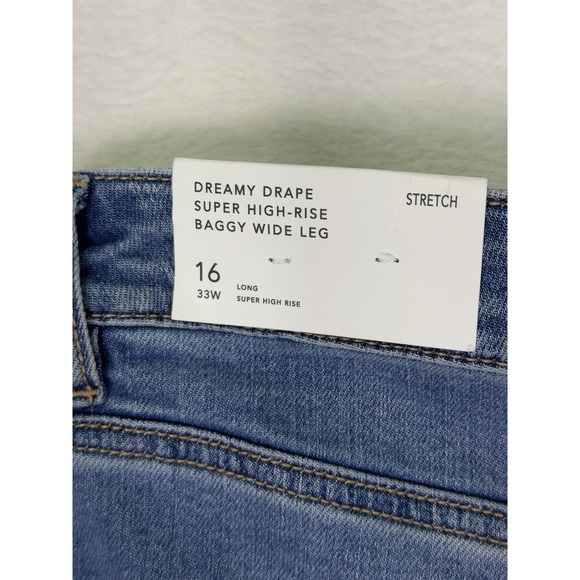 DREAMY DRAPE
SUPER HIGH-RISE
BAGGY WIDE LEG
STRETCH
16
33W
LONG
SUPER HIGH RISE